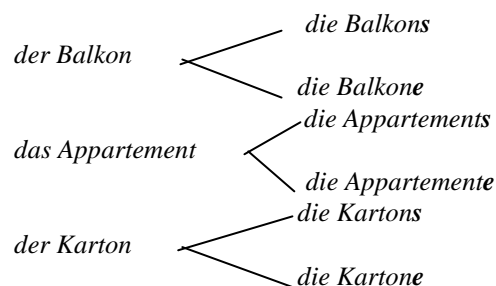 die Balkons
der Balkon
die Balkone
die Appartements
das Appartement
die Appartemente
die Kartons
der Karton
die Kartone